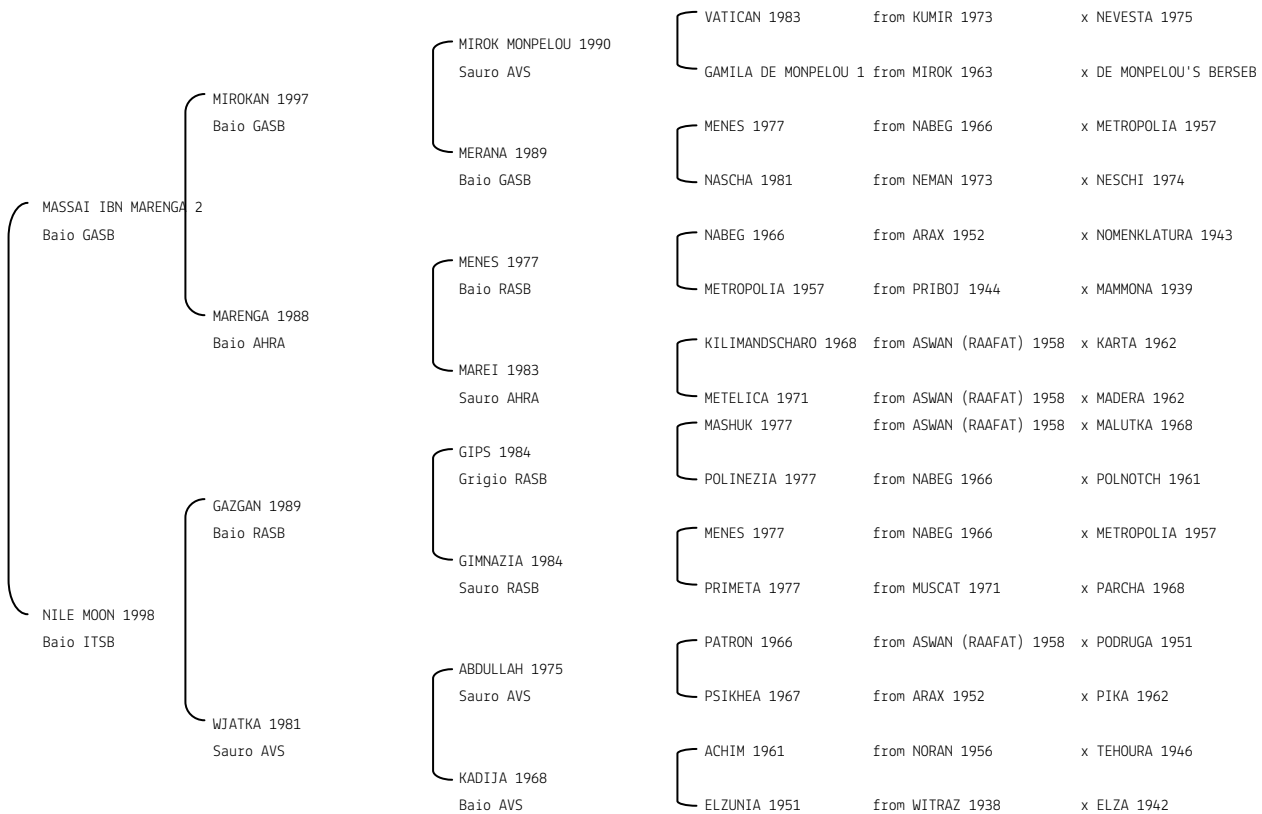 VATICAN 1983 from KUMIR 1973 x NEVESTA 1975
MIROK MONPELOU 1990
Sauro AVS
GAMILA DE MONPELOU 1 from MIROK 1963 x DE MONPELOU'S BERSEB
MIROKAN 1997
Baio GASB
MENES 1977 from NABEG 1966 x METROPOLIA 1957
MERANA 1989
Baio GASB
NASCHA 1981 from NEMAN 1973 x NESCHI 1974
MASSAI IBN MARENGA 2
Baio GASB
NABEG 1966 from ARAX 1952 x NOMENKLATURA 1943
MENES 1977
Baio RASB
METROPOLIA 1957 from PRIBOJ 1944 x MAMMONA 1939
MARENGA 1988
Baio AHRA
KILIMANDSCHARO 1968 from ASWAN (RAAFAT) 1958 x KARTA 1962
MAREI 1983
Sauro AHRA
METELICA 1971 from ASWAN (RAAFAT) 1958 x MADERA 1962
MASHUK 1977 from ASWAN (RAAFAT) 1958 x MALUTKA 1968
GIPS 1984
Grigio RASB
POLINEZIA 1977 from NABEG 1966 x POLNOTCH 1961
GAZGAN 1989
Baio RASB
MENES 1977 from NABEG 1966 x METROPOLIA 1957
GIMNAZIA 1984
Sauro RASB
PRIMETA 1977 from MUSCAT 1971 x PARCHA 1968
NILE MOON 1998
Baio ITSB
PATRON 1966 from ASWAN (RAAFAT) 1958 x PODRUGA 1951
ABDULLAH 1975
Sauro AVS
PSIKHEA 1967 from ARAX 1952 x PIKA 1962
WJATKA 1981
Sauro AVS
ACHIM 1961 from NORAN 1956 x TEHOURA 1946
KADIJA 1968
Baio AVS
ELZUNIA 1951 from WITRAZ 1938 x ELZA 1942